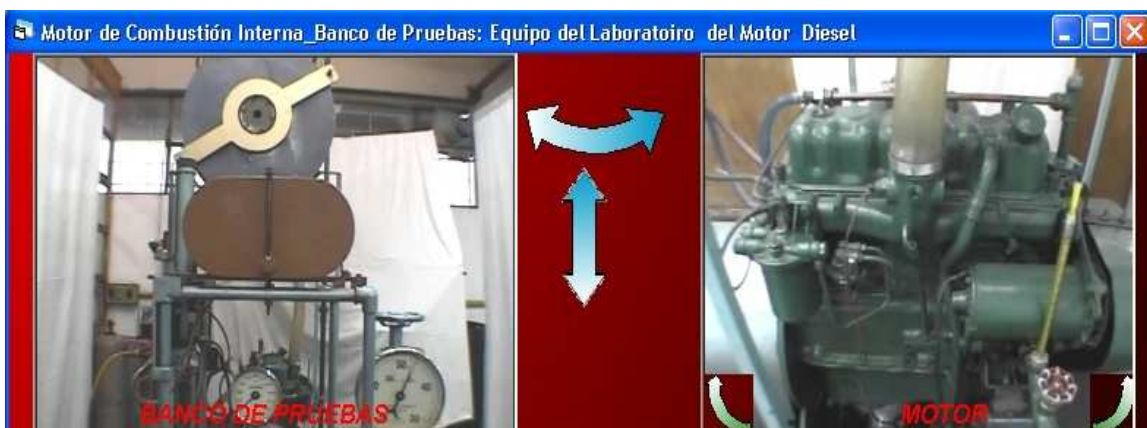 Motor de Combustión Interna_Banco de Pruebas: Equipo del Laboratoiro del Motor Diesel
BANCO DE PRUEBAS
MOTOR